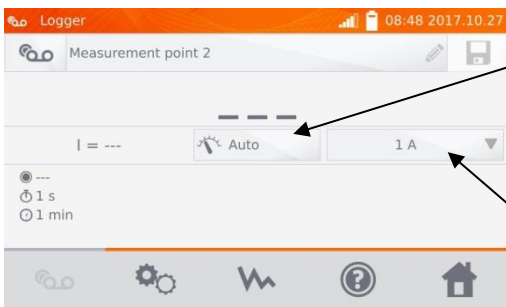 Logger 08:48 2017.10.27
Measurement point 2
---
I = --- Auto 1 A
---
1 s
1 min
?